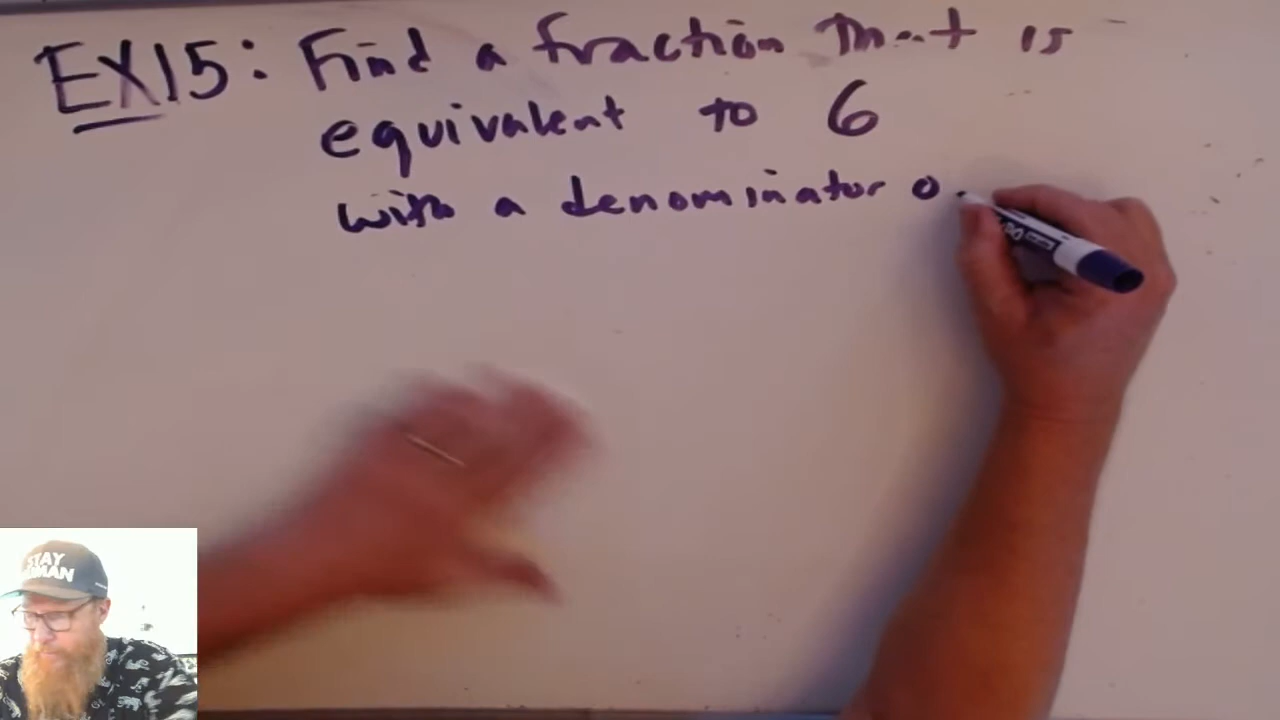 EX15: Find a fraction that is
equivalent to 6
with a denominator o
STAY
HUMAN